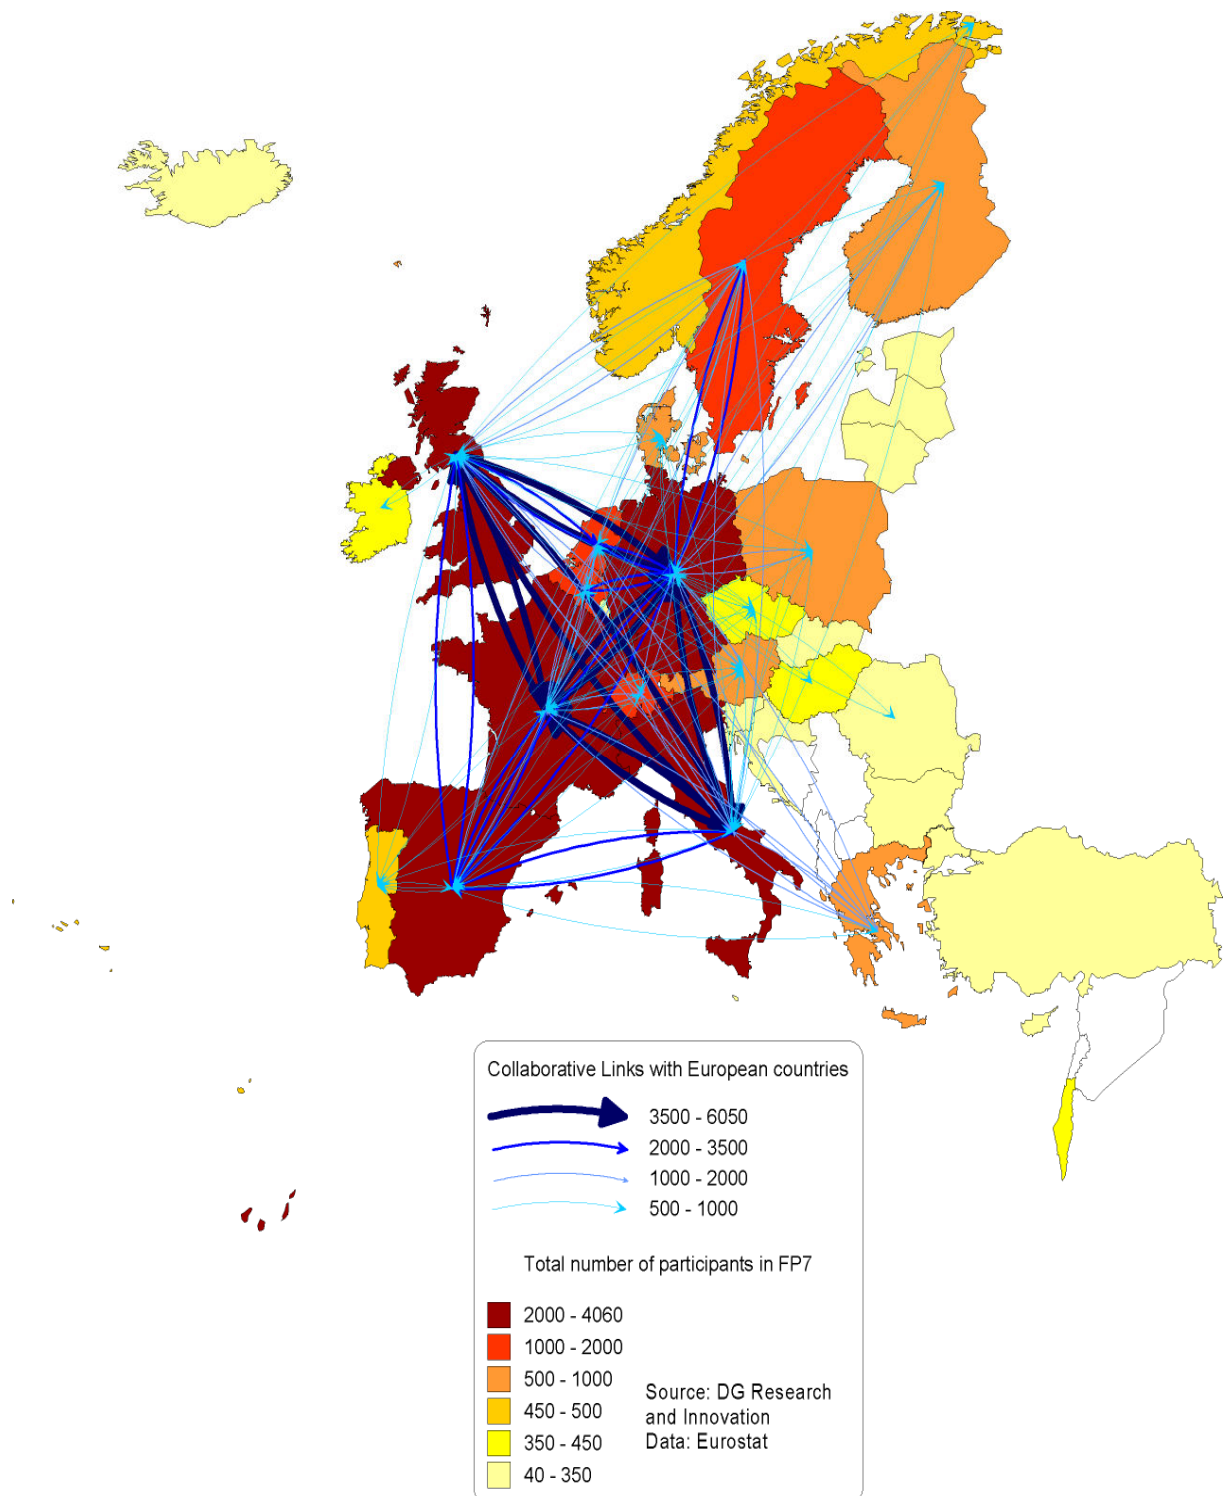 Collaborative Links with European countries
3500 - 6050
2000 - 3500
1000 - 2000
500 - 1000
Total number of participants in FP7
2000 - 4060
1000 - 2000
500 - 1000
450 - 500
350 - 450
40 - 350
Source: DG Research
and Innovation
Data: Eurostat